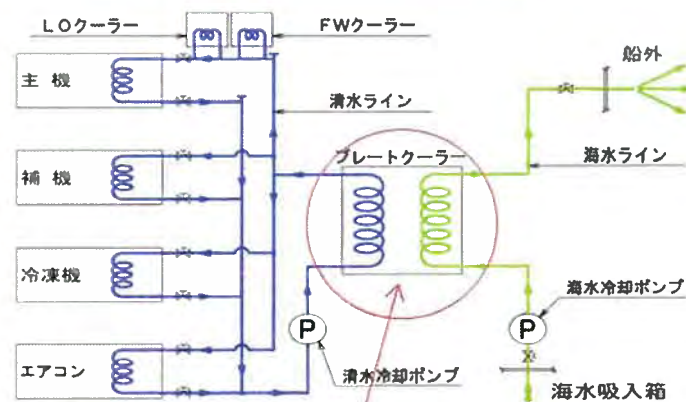 LOクーラー
FWクーラー
主機
清水ライン
船外
プレートクーラー
海水ライン
補機
冷凍機
海水冷却ポンプ
P
P
エアコン
清水冷却ポンプ
海水吸入箱